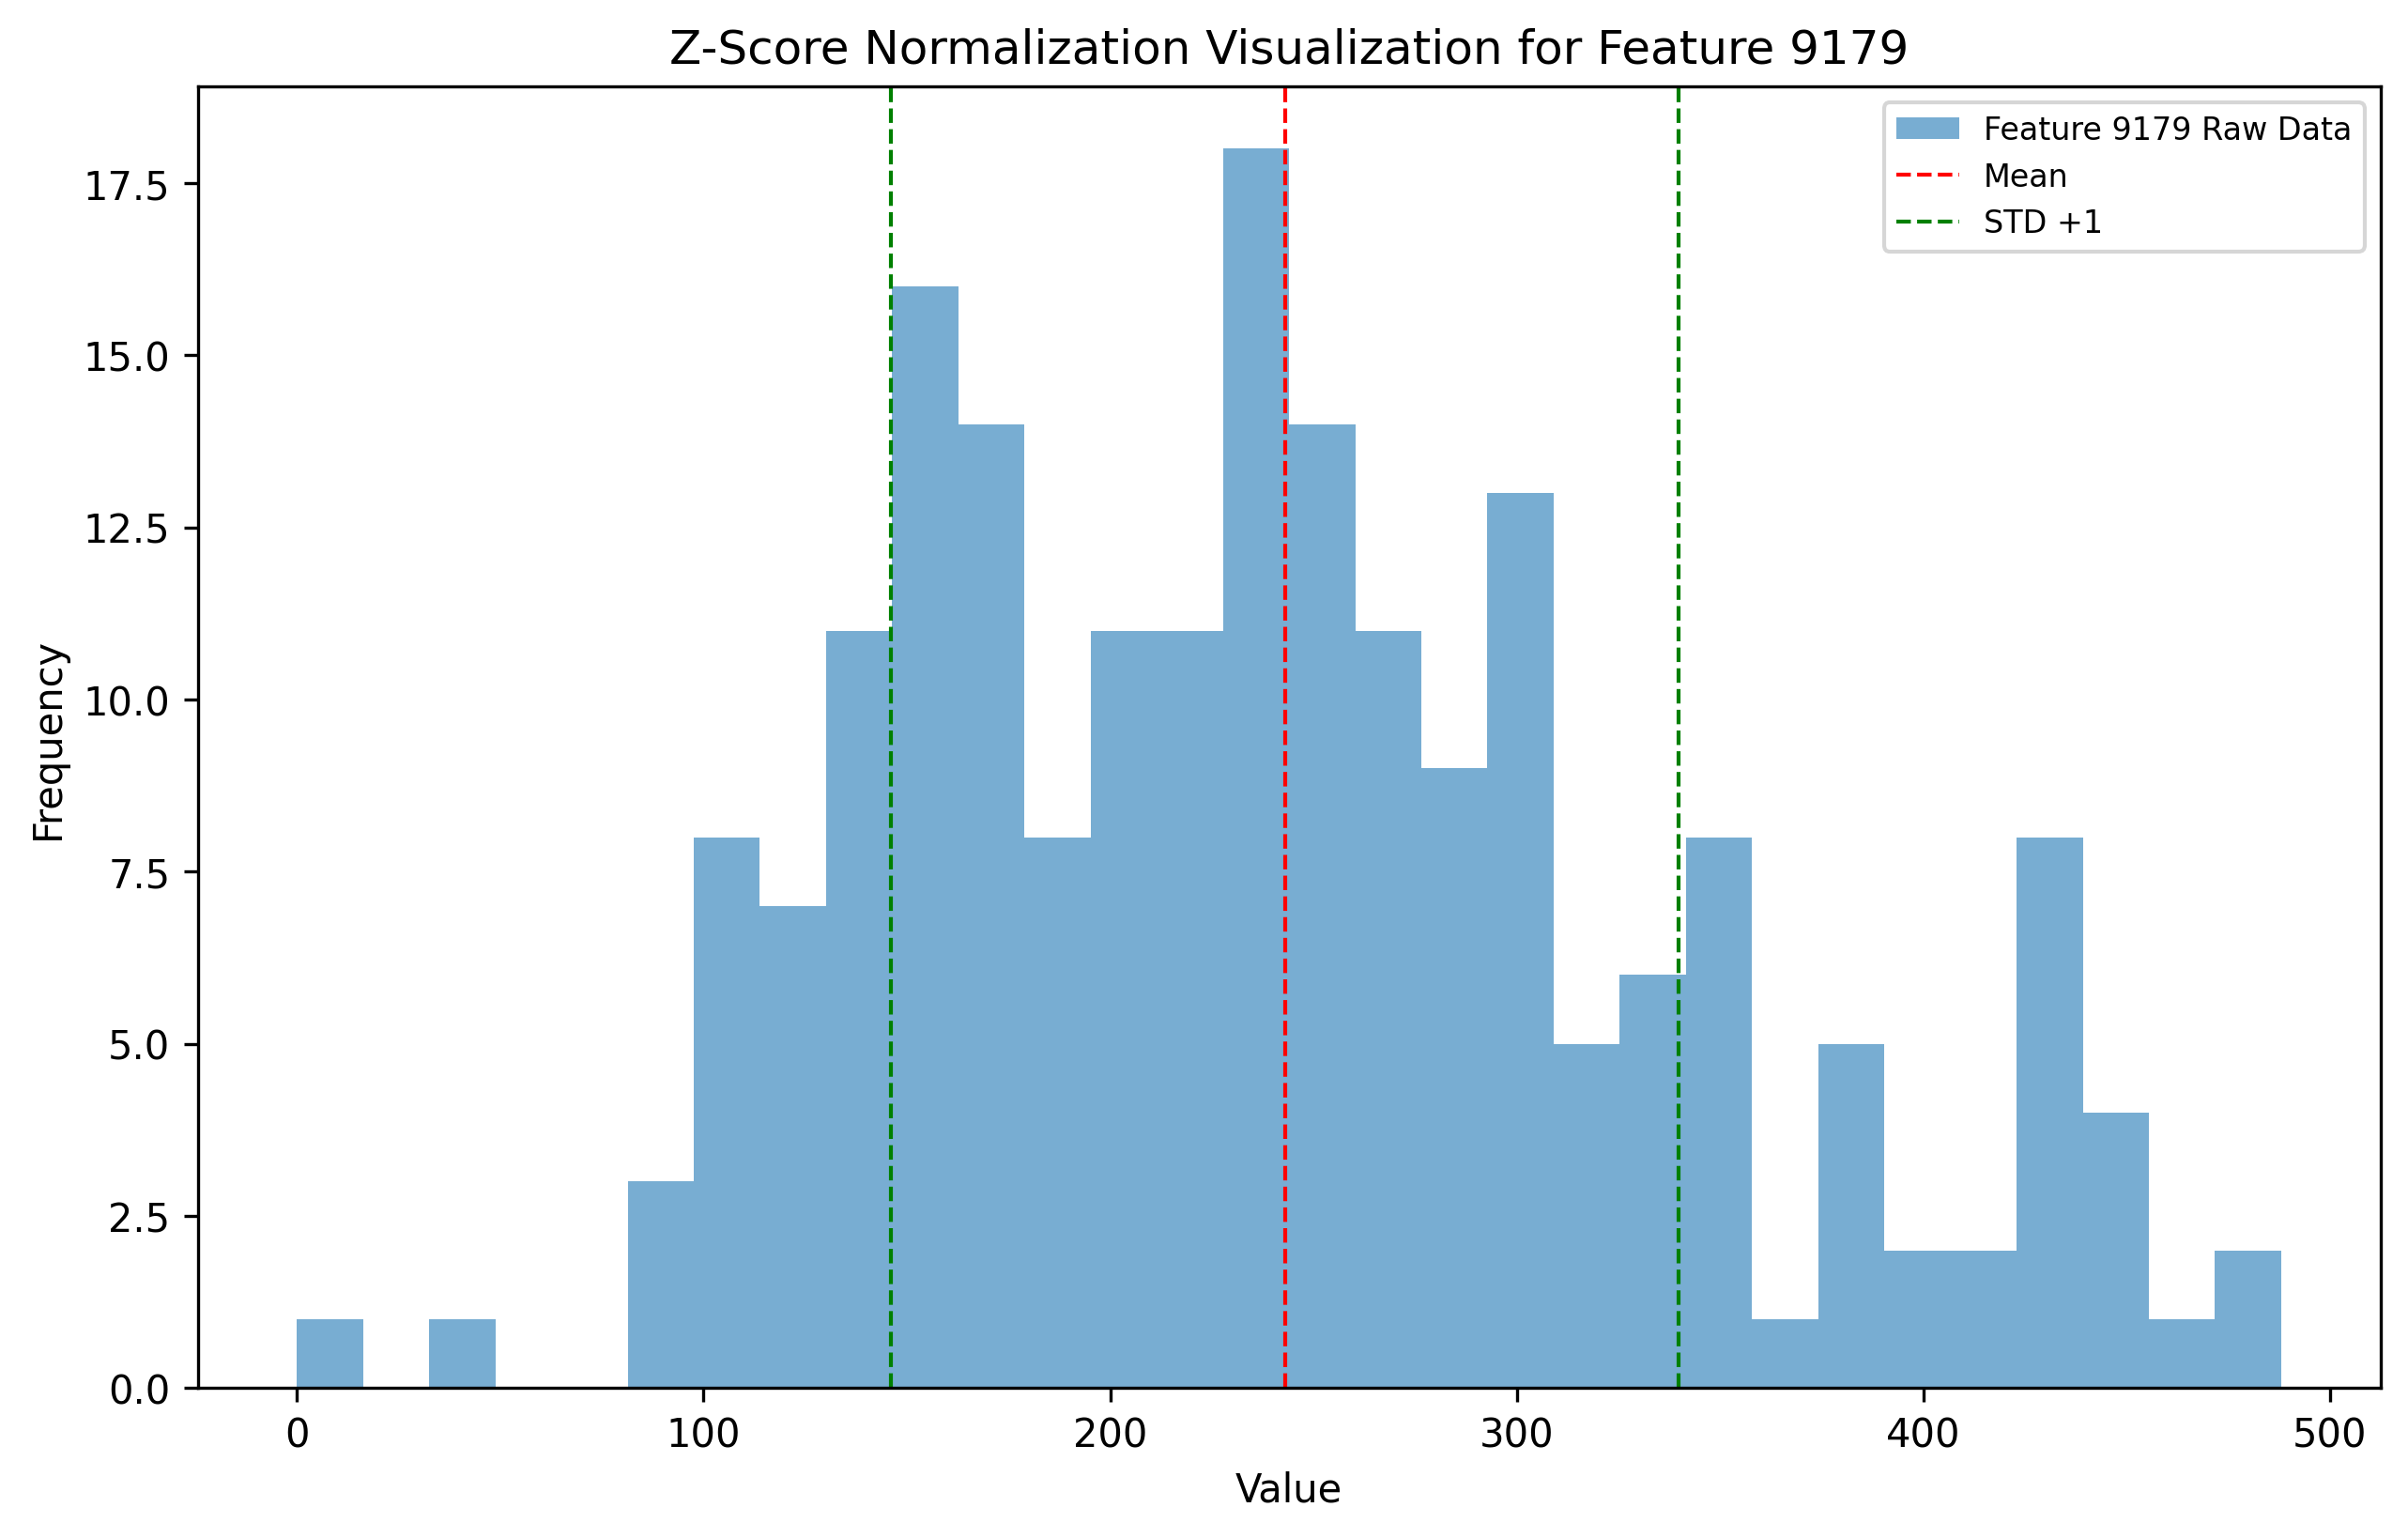 Z-Score Normalization Visualization for Feature 9179
Feature 9179 Raw Data
Mean
STD +1
17.5
15.0
12.5
10.0
7.5
5.0
2.5
0.0
Frequency
0 100 200 300 400 500
Value